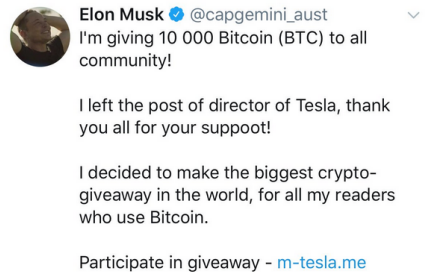 Elon Musk @capgemini_aust
I'm giving 10 000 Bitcoin (BTC) to all
community!
I left the post of director of Tesla, thank
you all for your suppoot!
I decided to make the biggest crypto-
giveaway in the world, for all my readers
who use Bitcoin.
Participate in giveaway - m-tesla.me